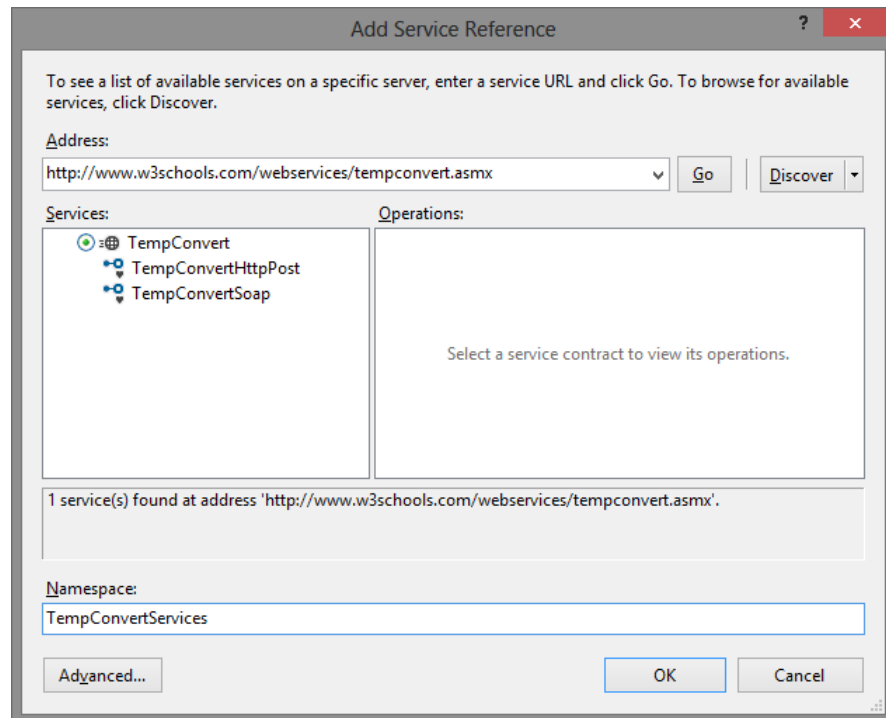 Add Service Reference
?
×
To see a list of available services on a specific server, enter a service URL and click Go. To browse for available
services, click Discover.
Address:
http://www.w3schools.com/webservices/tempconvert.asmx
Go
Discover
Services:
Operations:
TempConvert
TempConvertHttpPost
TempConvertSoap
Select a service contract to view its operations.
1 service(s) found at address 'http://www.w3schools.com/webservices/tempconvert.asmx'.
Namespace:
TempConvertServices
Advanced...
OK
Cancel